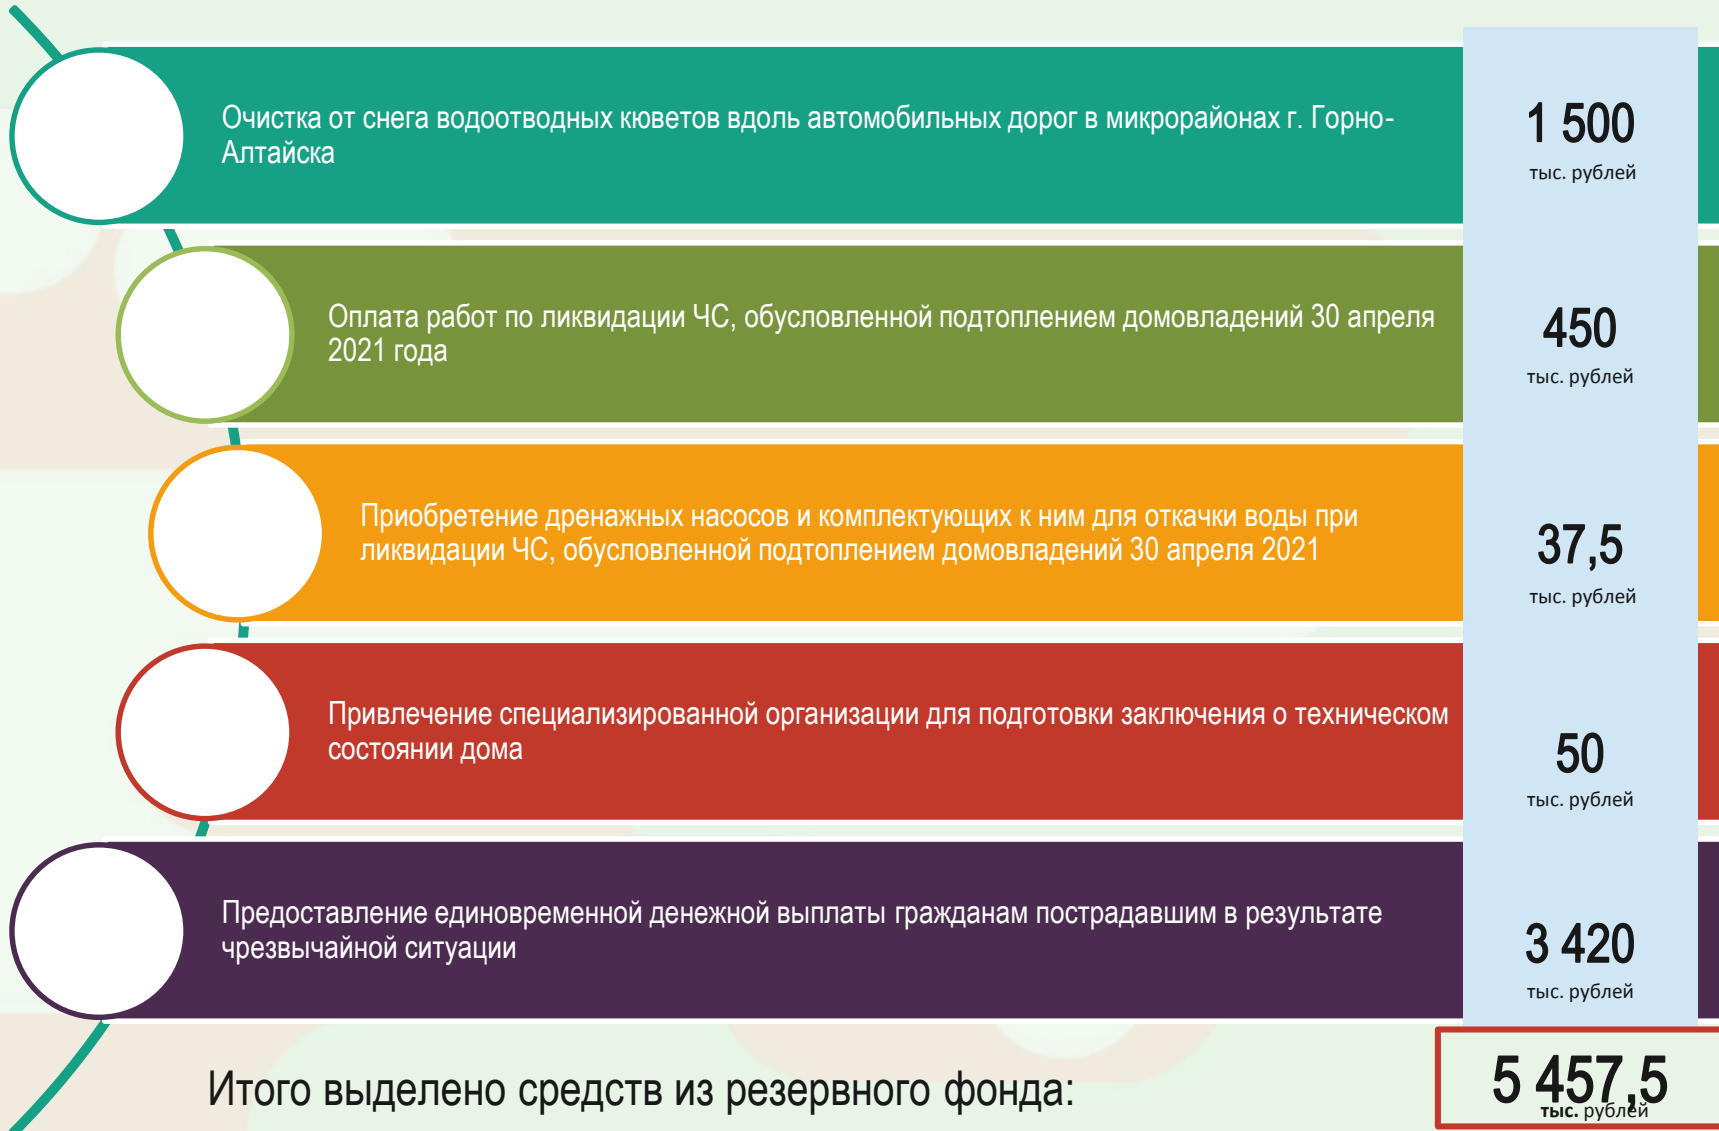 Очистка от снега водоотводных кюветов вдоль автомобильных дорог в микрорайонах г. Горно-
Алтайска
1 500
тыс. рублей
Оплата работ по ликвидации ЧС, обусловленной подтоплением домовладений 30 апреля
2021 года
450
тыс. рублей
Приобретение дренажных насосов и комплектующих к ним для откачки воды при
ликвидации ЧС, обусловленной подтоплением домовладений 30 апреля 2021
37,5
тыс. рублей
Привлечение специализированной организации для подготовки заключения о техническом
состоянии дома
50
тыс. рублей
Предоставление единовременной денежной выплаты гражданам пострадавшим в результате
чрезвычайной ситуации
3 420
тыс. рублей
Итого выделено средств из резервного фонда:
5 457,5
тыс. рублей